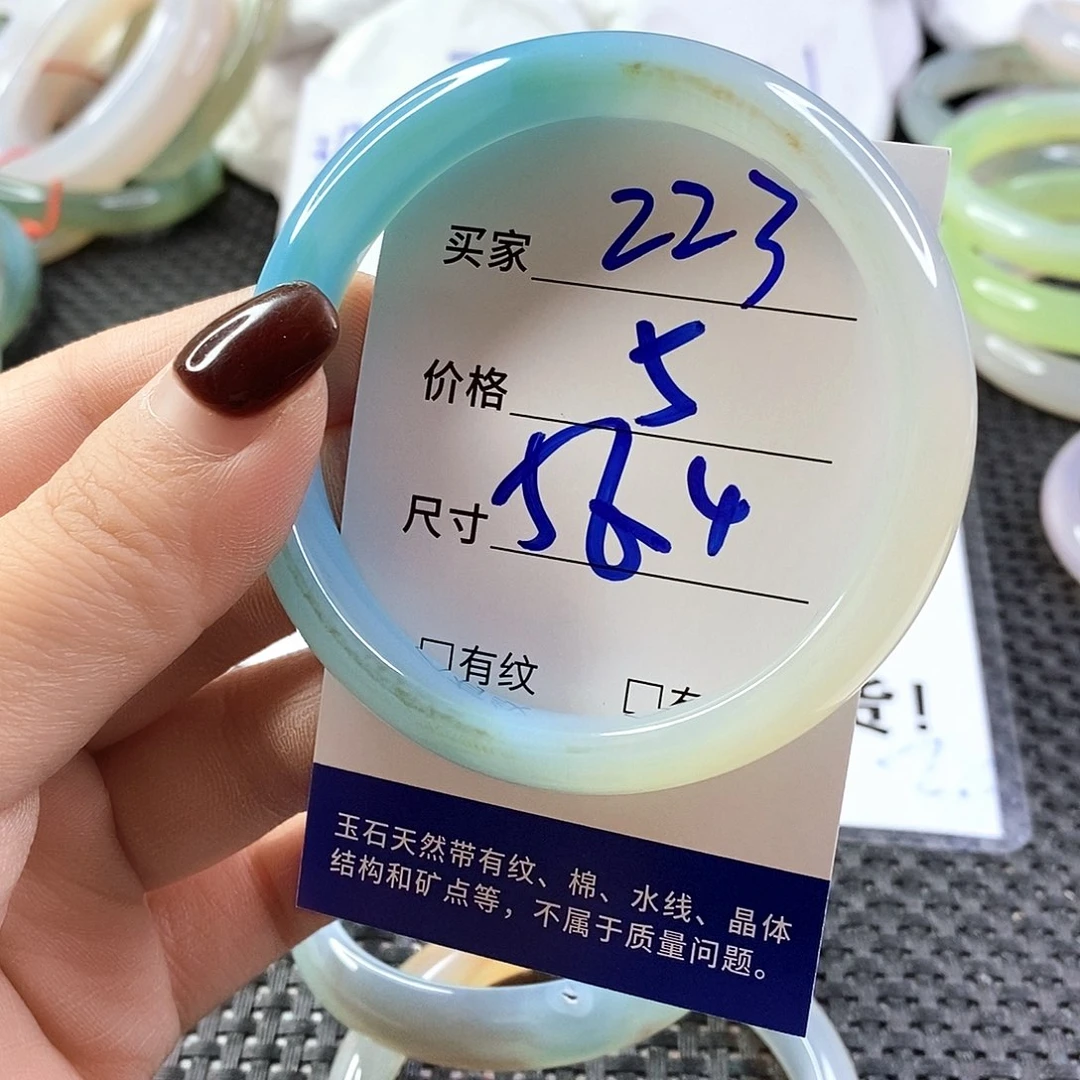 买家 223
价格 5
尺寸 56 4
□有纹 □
玉石天然带有纹、棉、水线、晶体
结构和矿点等，不属于质量问题。
！